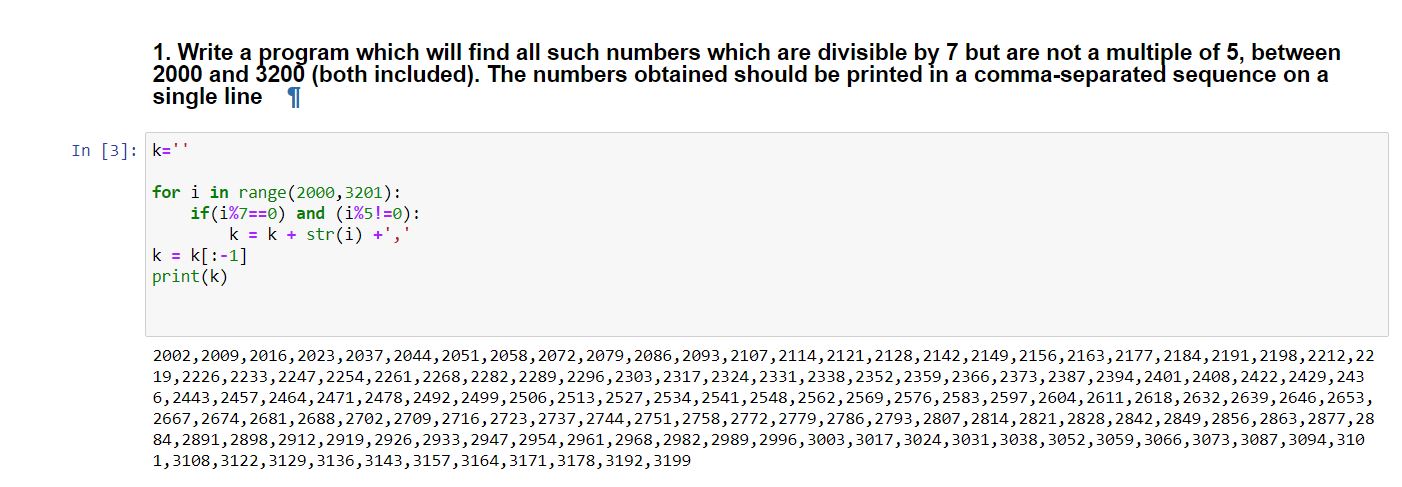 1. Write a program which will find all such numbers which are divisible by 7 but are not a multiple of 5, between
2000 and 3200 (both included). The numbers obtained should be printed in a comma-separated sequence on a
single line ¶
In [3]: k=''
for i in range(2000,3201):
    if(i%7==0) and (i%5!=0):
        k = k + str(i) +','
k = k[:-1]
print(k)
2002,2009,2016,2023,2037,2044,2051,2058,2072,2079,2086,2093,2107,2114,2121,2128,2142,2149,2156,2163,2177,2184,2191,2198,2212,22
19,2226,2233,2247,2254,2261,2268,2282,2289,2296,2303,2317,2324,2331,2338,2352,2359,2366,2373,2387,2394,2401,2408,2422,2429,243
6,2443,2457,2464,2471,2478,2492,2499,2506,2513,2527,2534,2541,2548,2562,2569,2576,2583,2597,2604,2611,2618,2632,2639,2646,2653,
2667,2674,2681,2688,2702,2709,2716,2723,2737,2744,2751,2758,2772,2779,2786,2793,2807,2814,2821,2828,2842,2849,2856,2863,2877,28
84,2891,2898,2912,2919,2926,2933,2947,2954,2961,2968,2982,2989,2996,3003,3017,3024,3031,3038,3052,3059,3066,3073,3087,3094,310
1,3108,3122,3129,3136,3143,3157,3164,3171,3178,3192,3199